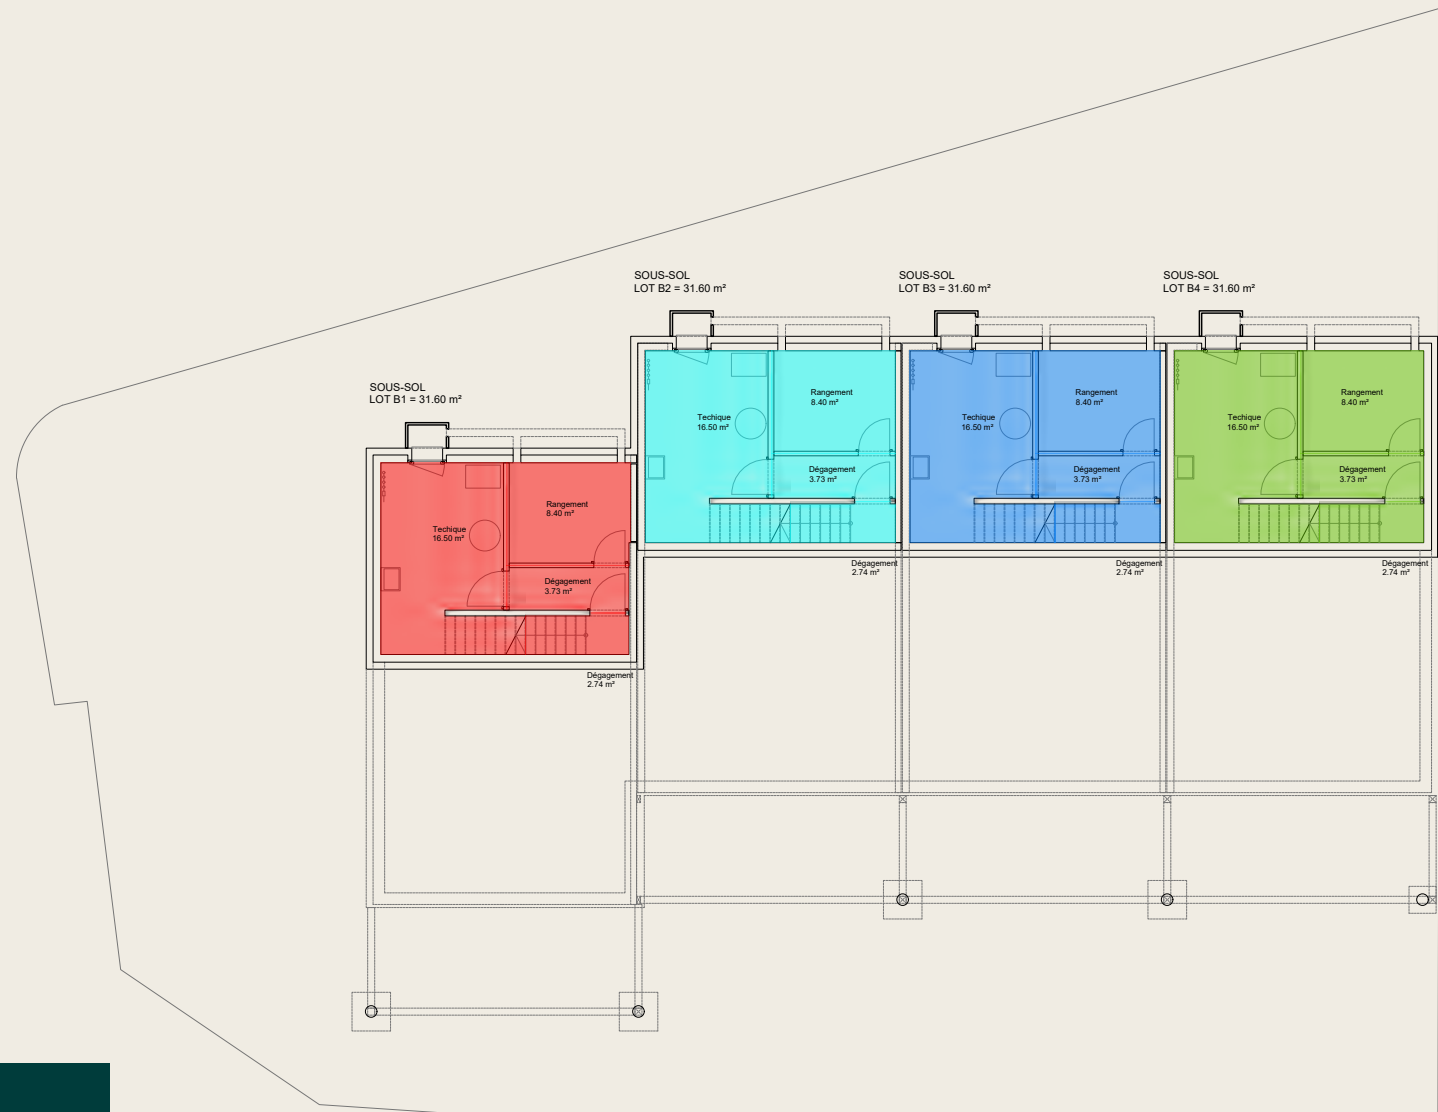 SOUS-SOL
LOT B2 = 31.60 m²
SOUS-SOL
LOT B3 = 31.60 m²
SOUS-SOL
LOT B4 = 31.60 m²
SOUS-SOL
LOT B1 = 31.60 m²
Techique
16.50 m²
Rangement
8.40 m²
Dégagement
3.73 m²
Dégagement
2.74 m²
Techique
16.50 m²
Rangement
8.40 m²
Dégagement
3.73 m²
Dégagement
2.74 m²
Techique
16.50 m²
Rangement
8.40 m²
Dégagement
3.73 m²
Dégagement
2.74 m²
Techique
16.50 m²
Rangement
8.40 m²
Dégagement
3.73 m²
Dégagement
2.74 m²